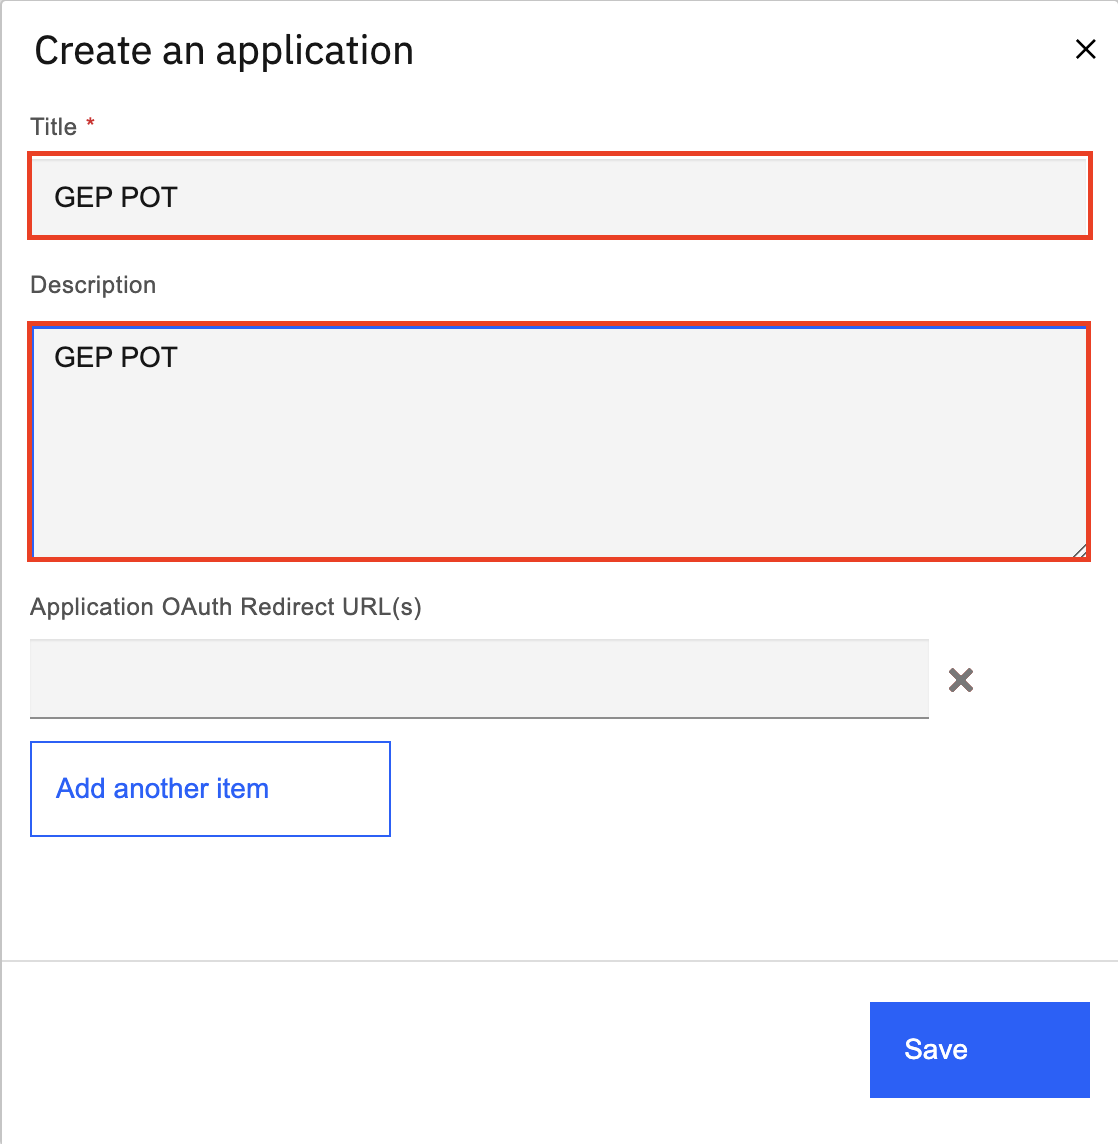 Create an application
Title *
GEP POT
Description
GEP POT
Application OAuth Redirect URL(s)
Add another item
Save